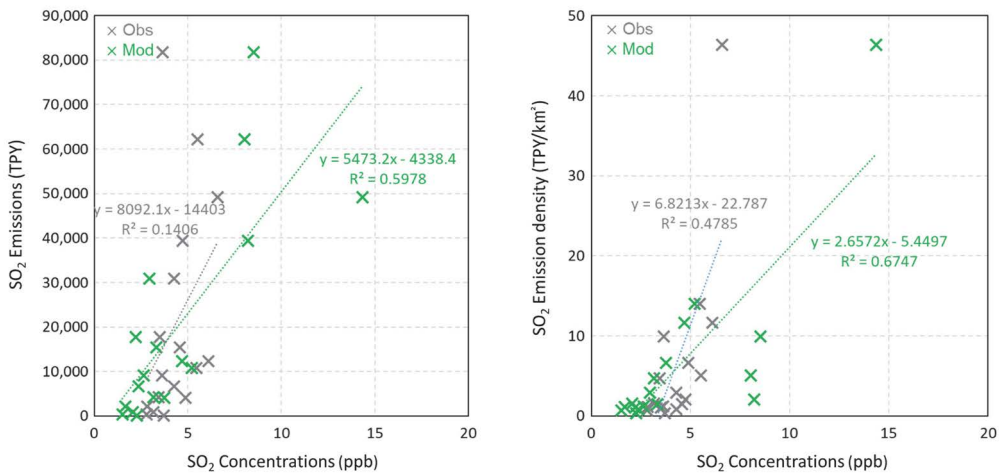 90,000
80,000
70,000
60,000
50,000
40,000
30,000
20,000
10,000
0
SO₂ Emissions (TPY)
× Obs
× Mod
y = 5473.2x - 4338.4
R² = 0.5978
y = 8092.1x - 14403
R² = 0.1406
0 5 10 15 20
SO₂ Concentrations (ppb)
50
40
30
20
10
0
SO₂ Emission density (TPY/km²)
× Obs
× Mod
y = 6.8213x - 22.787
R² = 0.4785
y = 2.6572x - 5.4497
R² = 0.6747
0 5 10 15 20
SO₂ Concentrations (ppb)